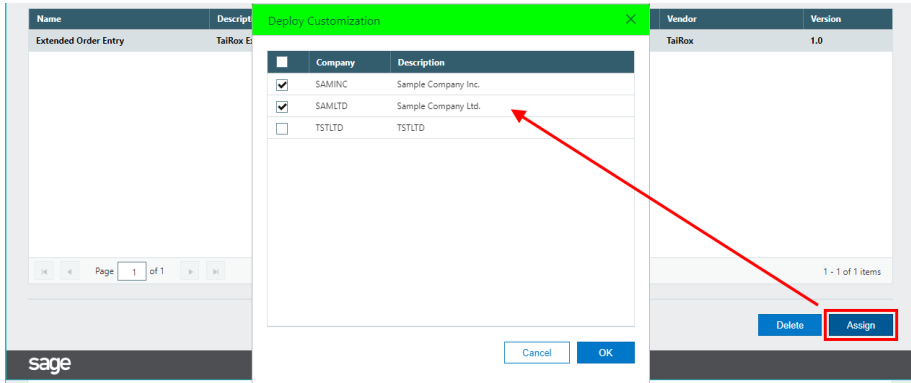 Name Descript Vendor Version
Extended Order Entry TaiRox E TaiRox 1.0
Deploy Customization
Company Description
SAMINC Sample Company Inc.
SAMLTD Sample Company Ltd.
TSTLTD TSTLTD
Page 1 of 1 1 - 1 of 1 items
Delete Assign
Cancel OK
sage